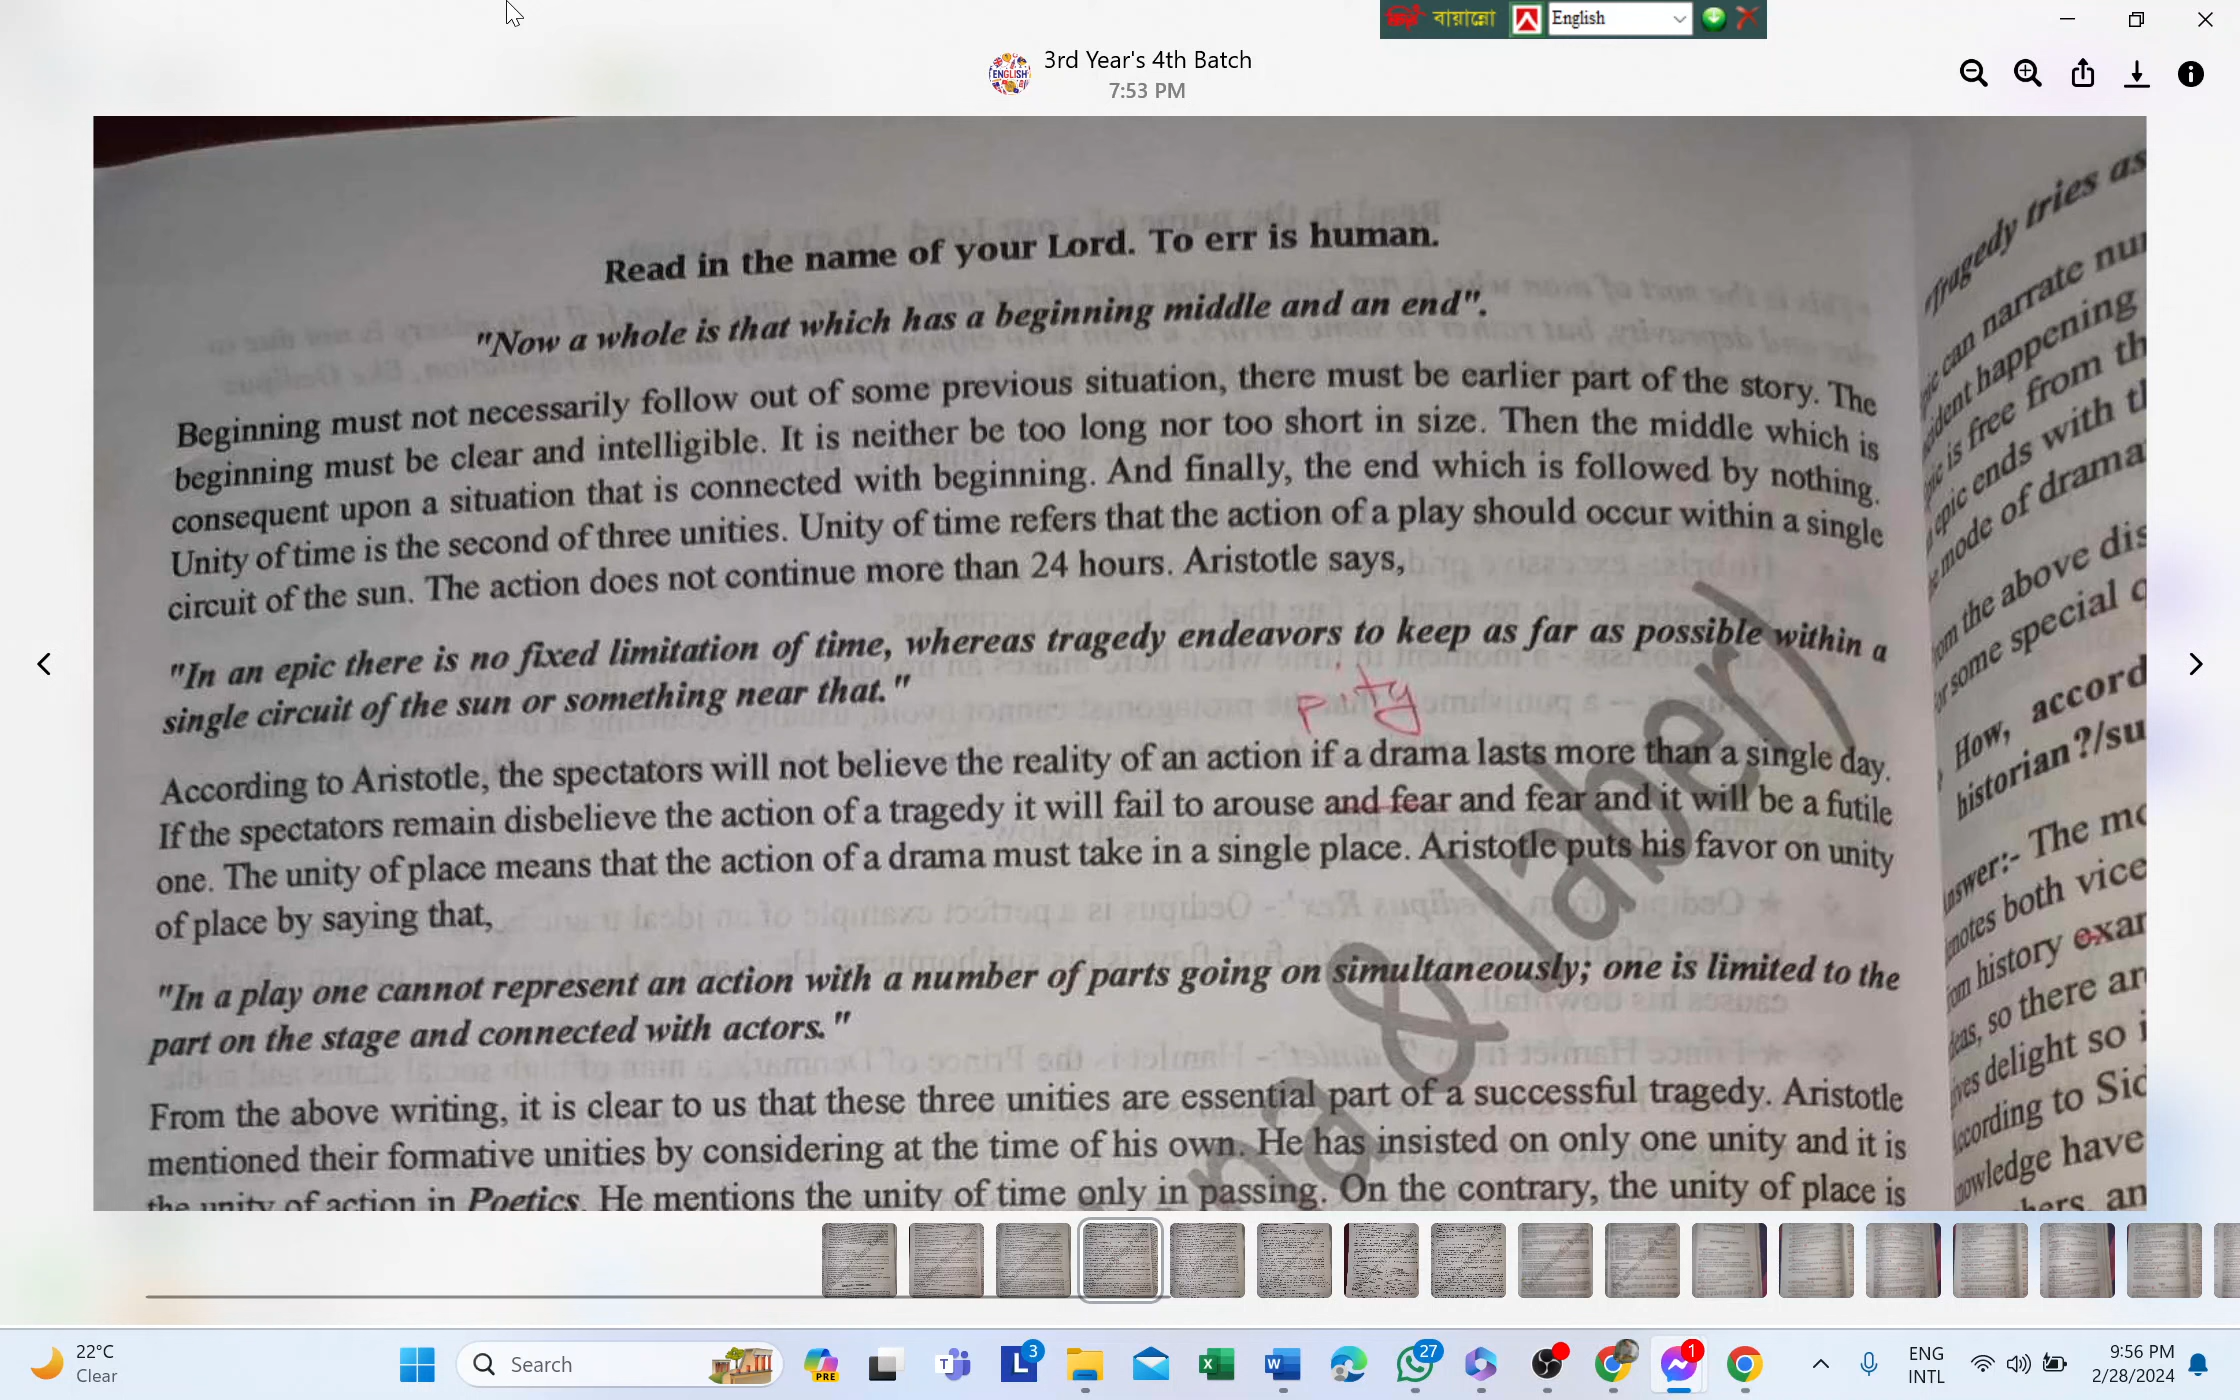 বায়ান্নো English
3rd Year's 4th Batch
7:53 PM
Read in the name of your Lord. To err is human.
"Now a whole is that which has a beginning middle and an end".
Beginning must not necessarily follow out of some previous situation, there must be earlier part of the story. The
beginning must be clear and intelligible. It is neither be too long nor too short in size. Then the middle which is
consequent upon a situation that is connected with beginning. And finally, the end which is followed by nothing.
Unity of time is the second of three unities. Unity of time refers that the action of a play should occur within a single
circuit of the sun. The action does not continue more than 24 hours. Aristotle says,
"In an epic there is no fixed limitation of time, whereas tragedy endeavors to keep as far as possible within a
single circuit of the sun or something near that."
pity
According to Aristotle, the spectators will not believe the reality of an action if a drama lasts more than a single day.
If the spectators remain disbelieve the action of a tragedy it will fail to arouse and fear and fear and it will be a futile
one. The unity of place means that the action of a drama must take in a single place. Aristotle puts his favor on unity
of place by saying that,
"In a play one cannot represent an action with a number of parts going on simultaneously; one is limited to the
part on the stage and connected with actors."
From the above writing, it is clear to us that these three unities are essential part of a successful tragedy. Aristotle
mentioned their formative unities by considering at the time of his own. He has insisted on only one unity and it is
the unity of action in Poetics. He mentions the unity of time only in passing. On the contrary, the unity of place is
& laber)
Tragedy tries as
can narrate
happening
is free from
epic ends with
mode of drama
the above
some special
How, accord
historian?/su
The
both vice
history
so there
delight so
to Sid
have
22°C
Clear
Search
PRE
3
27
1
ENG
INTL
9:56 PM
2/28/2024